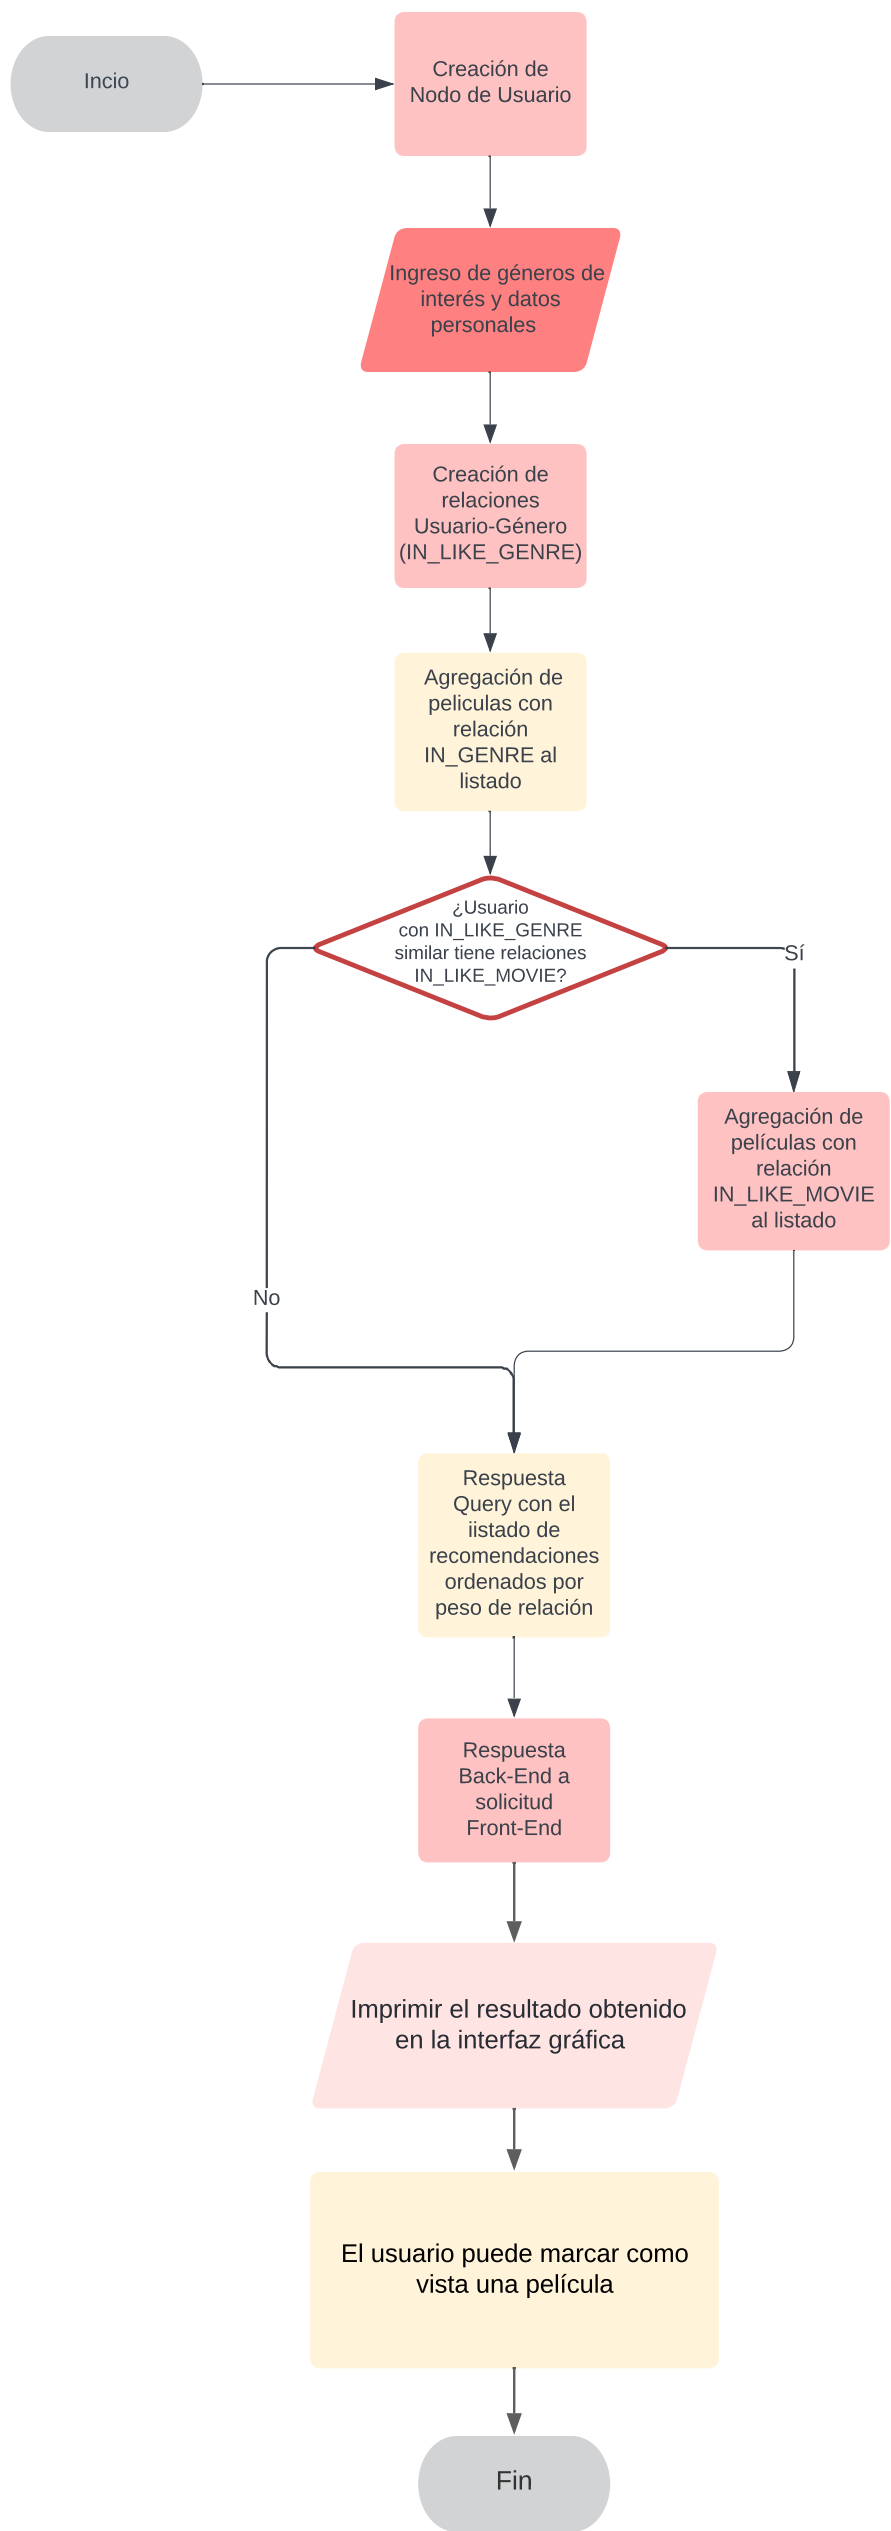 Incio
Creación de
Nodo de Usuario
Ingreso de géneros de
interés y datos
personales
Creación de
relaciones
Usuario-Género
(IN_LIKE_GENRE)
Agregación de
peliculas con
relación
IN_GENRE al
listado
¿Usuario
con IN_LIKE_GENRE
similar tiene relaciones
IN_LIKE_MOVIE?
Sí
Agregación de
películas con
relación
IN_LIKE_MOVIE
al listado
No
Respuesta
Query con el
iistado de
recomendaciones
ordenados por
peso de relación
Respuesta
Back-End a
solicitud
Front-End
Imprimir el resultado obtenido
en la interfaz gráfica
El usuario puede marcar como
vista una película
Fin